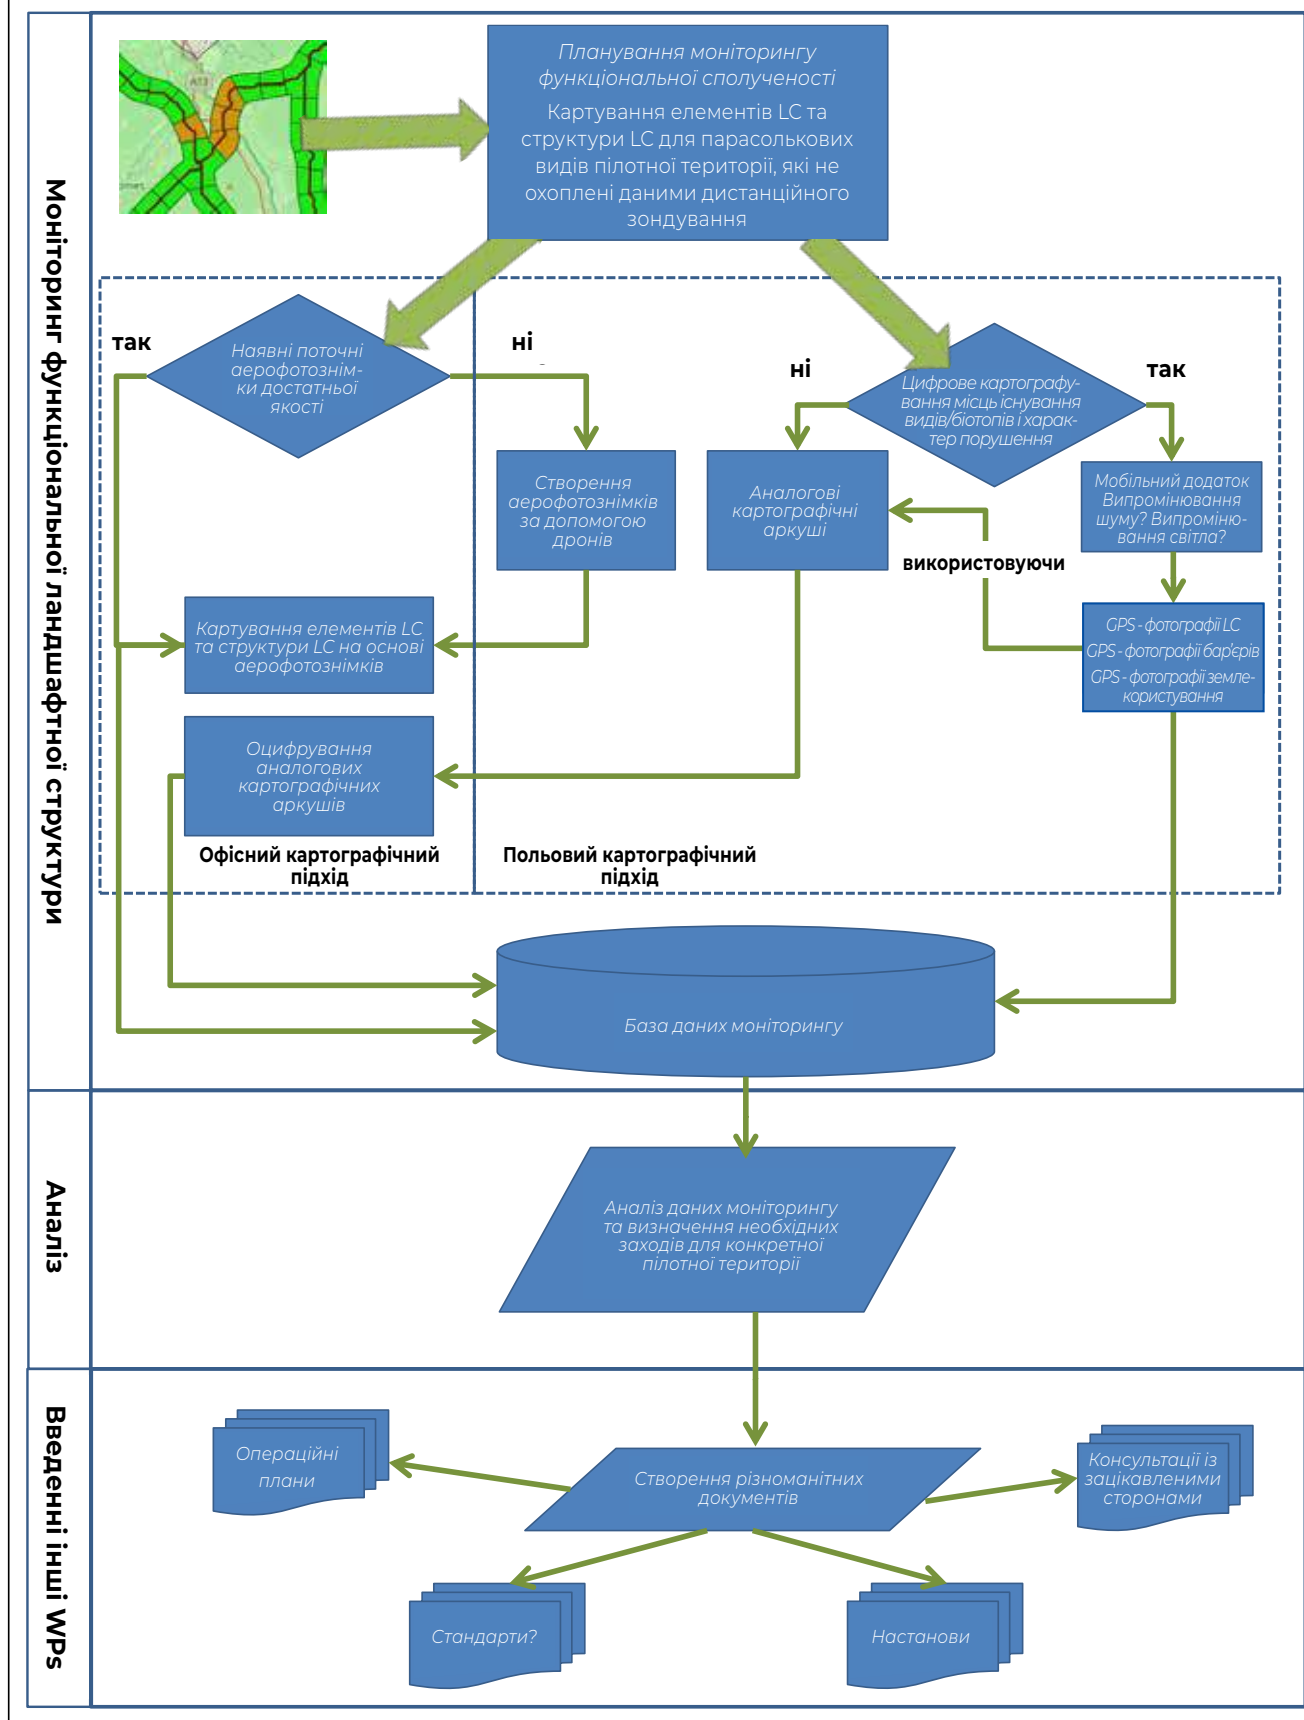 Моніторинг функціональної ландшафтної структури
Планування моніторингу
функціональної сполученості
Картування елементів LC та
структури LC для парасолькових
видів пілотної території, які не
охоплені даними дистанційного
зондування
так
Наявні поточні
аерофотознім-
ки достатньої
якості
ні
ні
Цифрове картографу-
вання місць існування
видів/біотопів і харак-
тер порушення
так
Створення
аерофотознімків
за допомогою
дронів
Аналогові
картографічні
аркуші
Мобільний додаток
Випромінювання
шуму? Випроміню-
вання світла?
використовуючи
Картування елементів LC
та структури LC на основі
аерофотознімків
GPS - фотографії LC
GPS - фотографії бар'єрів
GPS - фотографії земле-
користування
Оцифрування
аналогових
картографічних
аркушів
Офісний картографічний
підхід
Польовий картографічний
підхід
База даних моніторингу
Аналіз
Аналіз даних моніторингу
та визначення необхідних
заходів для конкретної
пілотної території
Введенні інші WPs
Операційні
плани
Створення різноманітних
документів
Консультації із
зацікавленими
сторонами
Стандарти?
Настанови